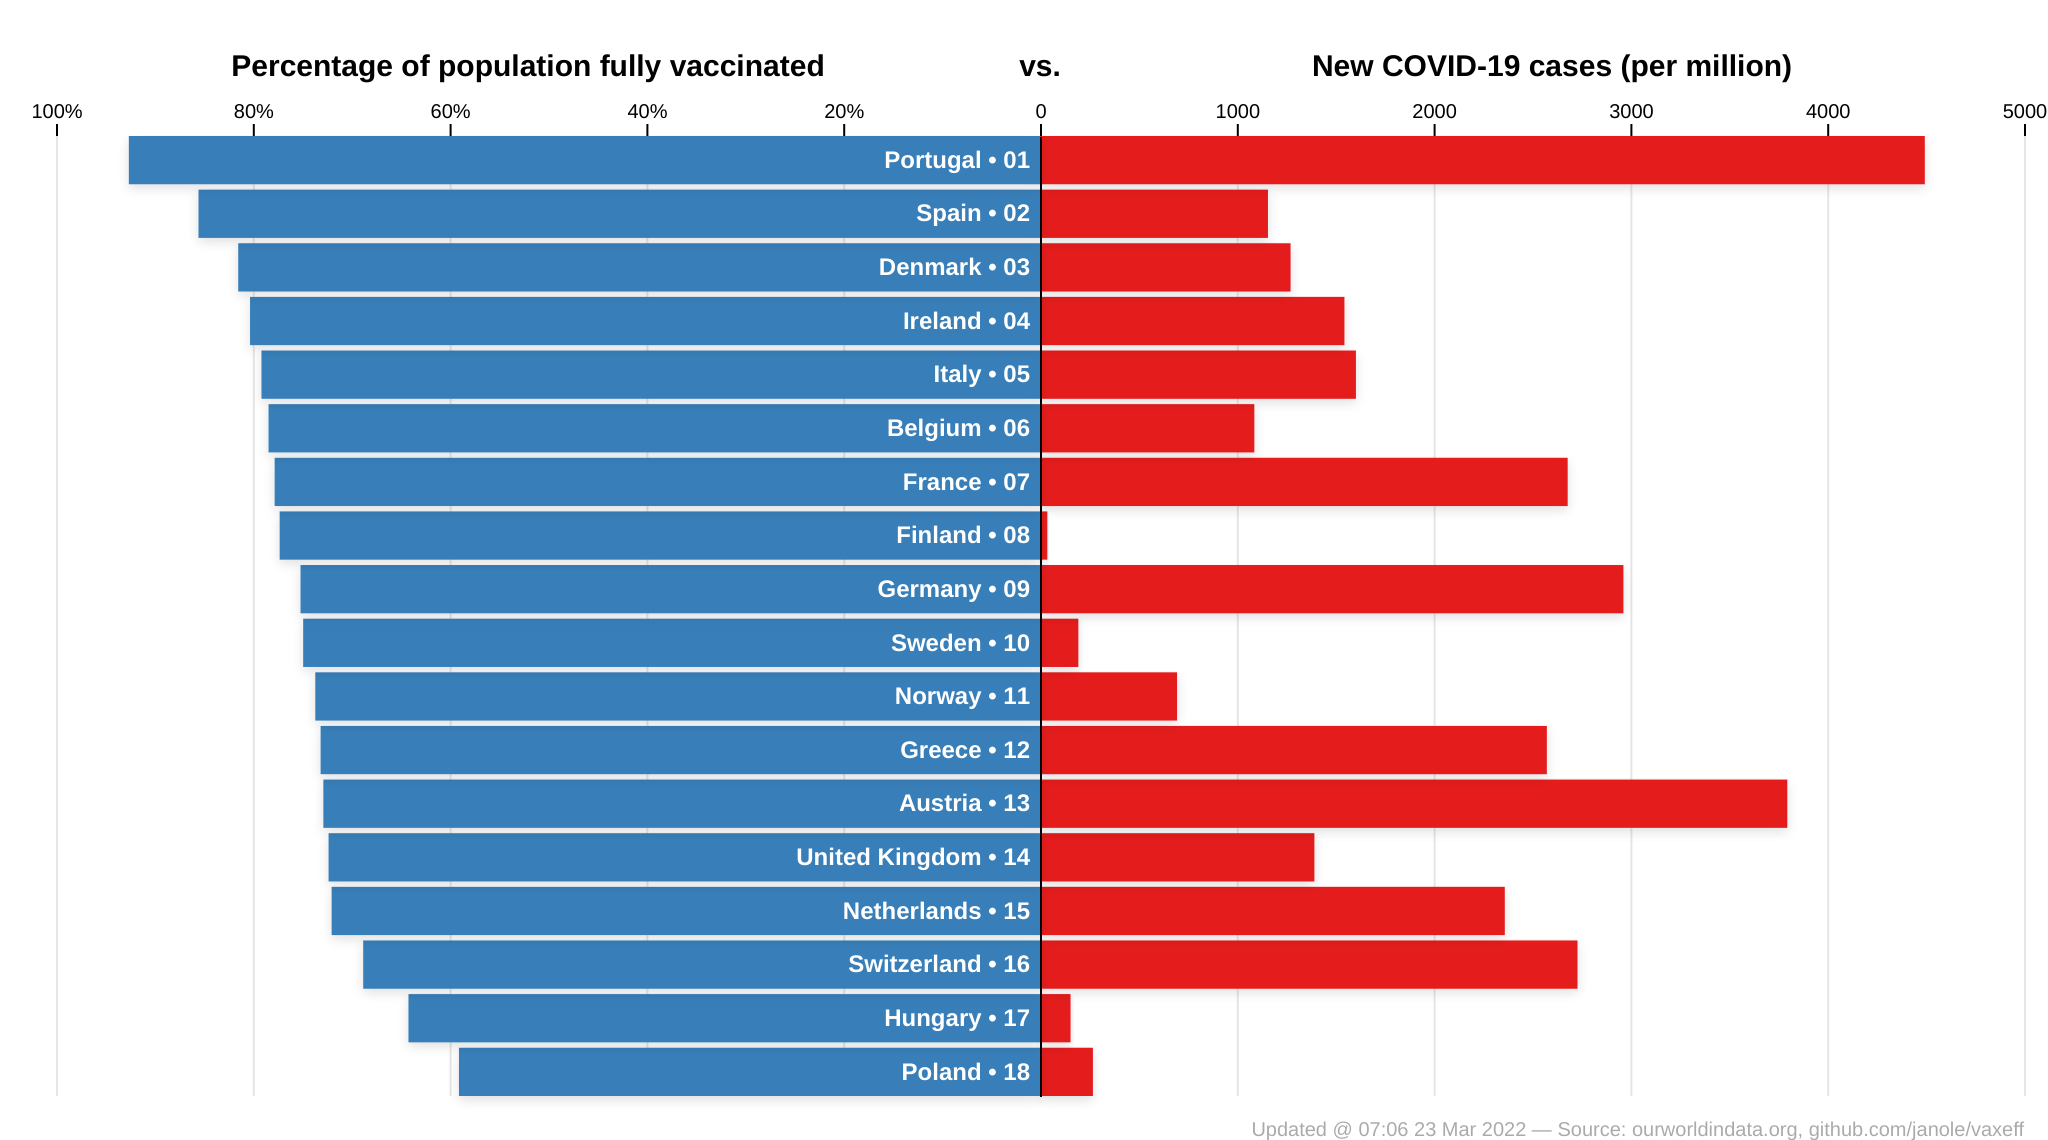 Percentage of population fully vaccinated vs. New COVID-19 cases (per million)
100% 80% 60% 40% 20% 0 1000 2000 3000 4000 5000
Portugal • 01
Spain • 02
Denmark • 03
Ireland • 04
Italy • 05
Belgium • 06
France • 07
Finland • 08
Germany • 09
Sweden • 10
Norway • 11
Greece • 12
Austria • 13
United Kingdom • 14
Netherlands • 15
Switzerland • 16
Hungary • 17
Poland • 18
Updated @ 07:06 23 Mar 2022 — Source: ourworldindata.org, github.com/janole/vaxeff